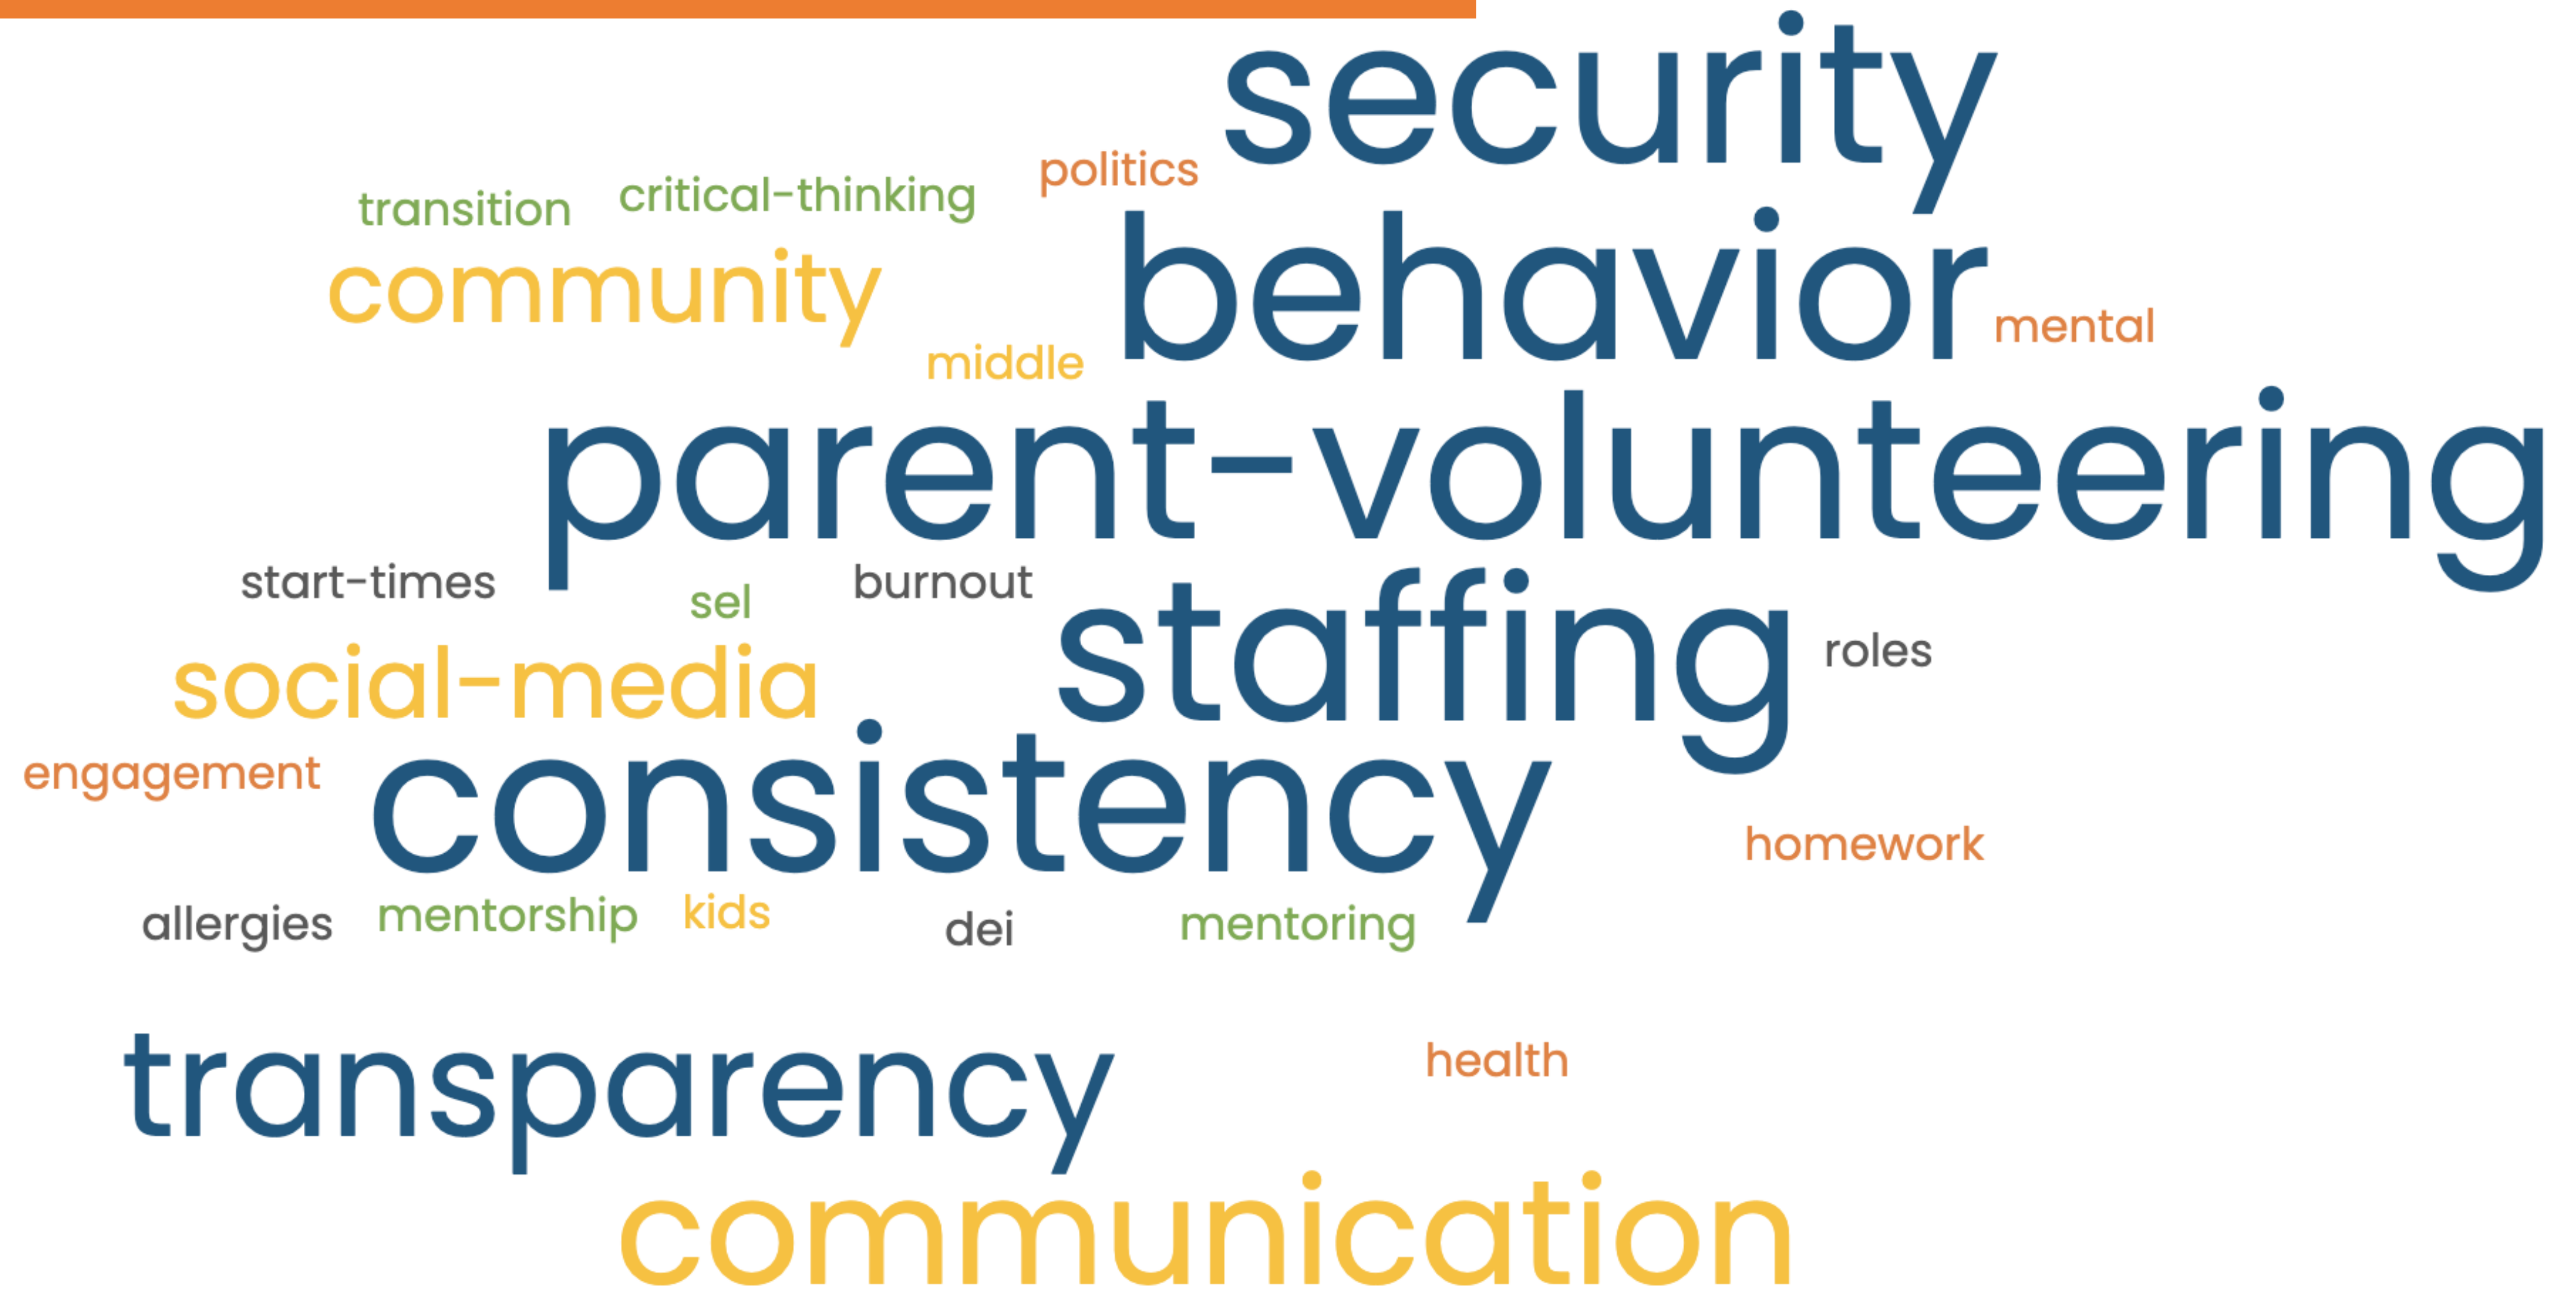 security
politics
critical-thinking
transition
community
behavior
mental
middle
parent-volunteering
start-times
sel
burnout
staffing
roles
social-media
engagement
consistency
homework
allergies
mentorship
kids
dei
mentoring
transparency
health
communication